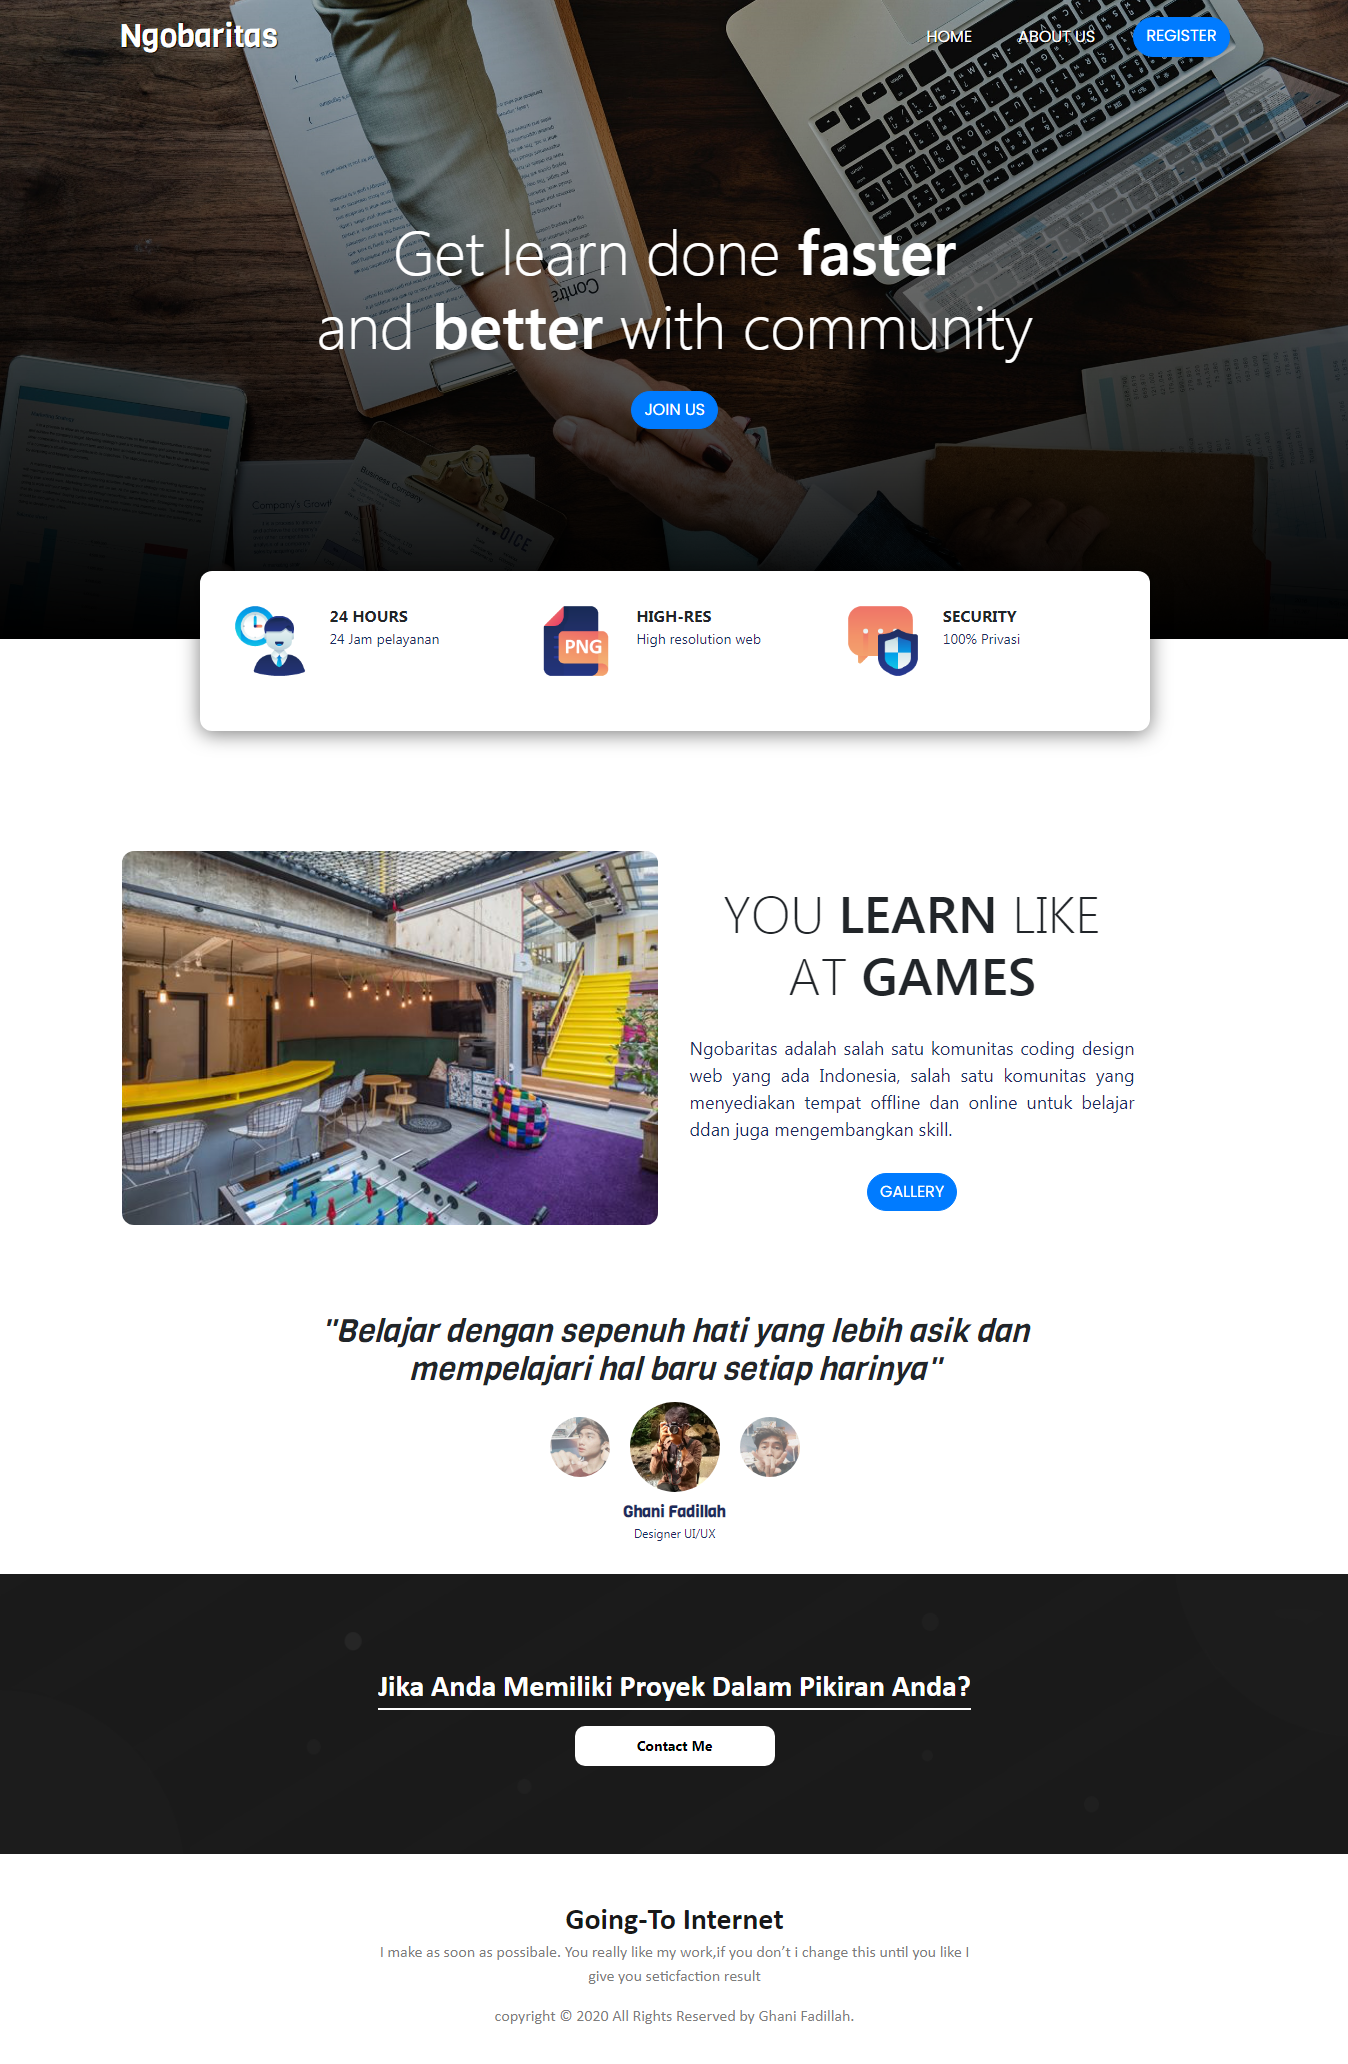 Ngobaritas
HOME
ABOUT US
REGISTER
Get learn done faster
and better with community
JOIN US
24 HOURS
24 Jam pelayanan
PNG
HIGH-RES
High resolution web
SECURITY
100% Privasi
YOU LEARN LIKE
AT GAMES
Ngobaritas adalah salah satu komunitas coding design
web yang ada Indonesia, salah satu komunitas yang
menyediakan tempat offline dan online untuk belajar
ddan juga mengembangkan skill.
GALLERY
"Belajar dengan sepenuh hati yang lebih asik dan
mempelajari hal baru setiap harinya"
Ghani Fadillah
Designer UI/UX
Jika Anda Memiliki Proyek Dalam Pikiran Anda?
Contact Me
Going-To Internet
I make as soon as possibale. You really like my work,if you don’t i change this until you like I
give you seticfaction result
copyright © 2020 All Rights Reserved by Ghani Fadillah.